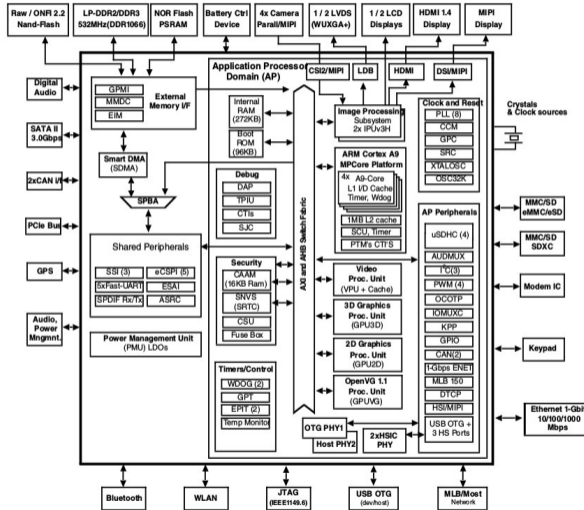 Raw / ONFI 2.2
Nand-Flash
LP-DDR2/DDR3
532MHz(DDR1066)
NOR Flash
PSRAM
Battery Ctrl
Device
4x Camera
Parall/MIPI
1 / 2 LVDS
(WUXGA+)
1 / 2 LCD
Displays
HDMI 1.4
Display
MIPI
Display
Digital
Audio
SATA II
3.0Gbps
2xCAN i/f
PCIe Bus
GPS
Audio,
Power
Mngmnt.
GPMI
MMDC
EIM
External
Memory I/F
Smart DMA
(SDMA)
SPBA
Shared Peripherals
SSI (3)
eCSPI (5)
5xFast-UART
ESAI
SPDIF Rx/Tx
ASRC
Power Management Unit
(PMU) LDOs
Application Processor
Domain (AP)
Internal
RAM
(272KB)
Boot
ROM
(96KB)
Debug
DAP
TPIU
CTIs
SJC
Security
CAAM
(16KB Ram)
SNVS
(SRTC)
CSU
Fuse Box
Timers/Control
WDOG (2)
GPT
EPIT (2)
Temp Monitor
AXI and AHB Switch Fabric
CSI2/MIPI
LDB
HDMI
DSI/MIPI
Image Processing
Subsystem
2x IPUv3H
ARM Cortex A9
MPCore Platform
4x
A9-Core
L1 I/D Cache
Timer, Wdog
1MB L2 cache
SCU, Timer
PTM's CTI'S
Video
Proc. Unit
(VPU + Cache)
3D Graphics
Proc. Unit
(GPU3D)
2D Graphics
Proc. Unit
(GPU2D)
OpenVG 1.1
Proc. Unit
(GPUVG)
OTG PHY1
Host PHY2
2xHSIC
PHY
Clock and Reset
PLL (8)
CCM
GPC
SRC
XTALOSC
OSC32K
AP Peripherals
uSDHC (4)
AUDMUX
I²C(3)
PWM (4)
OCOTP
IOMUXC
KPP
GPIO
CAN(2)
1-Gbps ENET
MLB 150
DTCP
HSI/MIPI
USB OTG +
3 HS Ports
Crystals
& Clock sources
MMC/SD
eMMC/eSD
MMC/SD
SDXC
Modem IC
Keypad
Ethernet 1-Gbit
10/100/1000
Mbps
Bluetooth
WLAN
JTAG
(IEEE1149.6)
USB OTG
(dev/host)
MLB/Most
Network